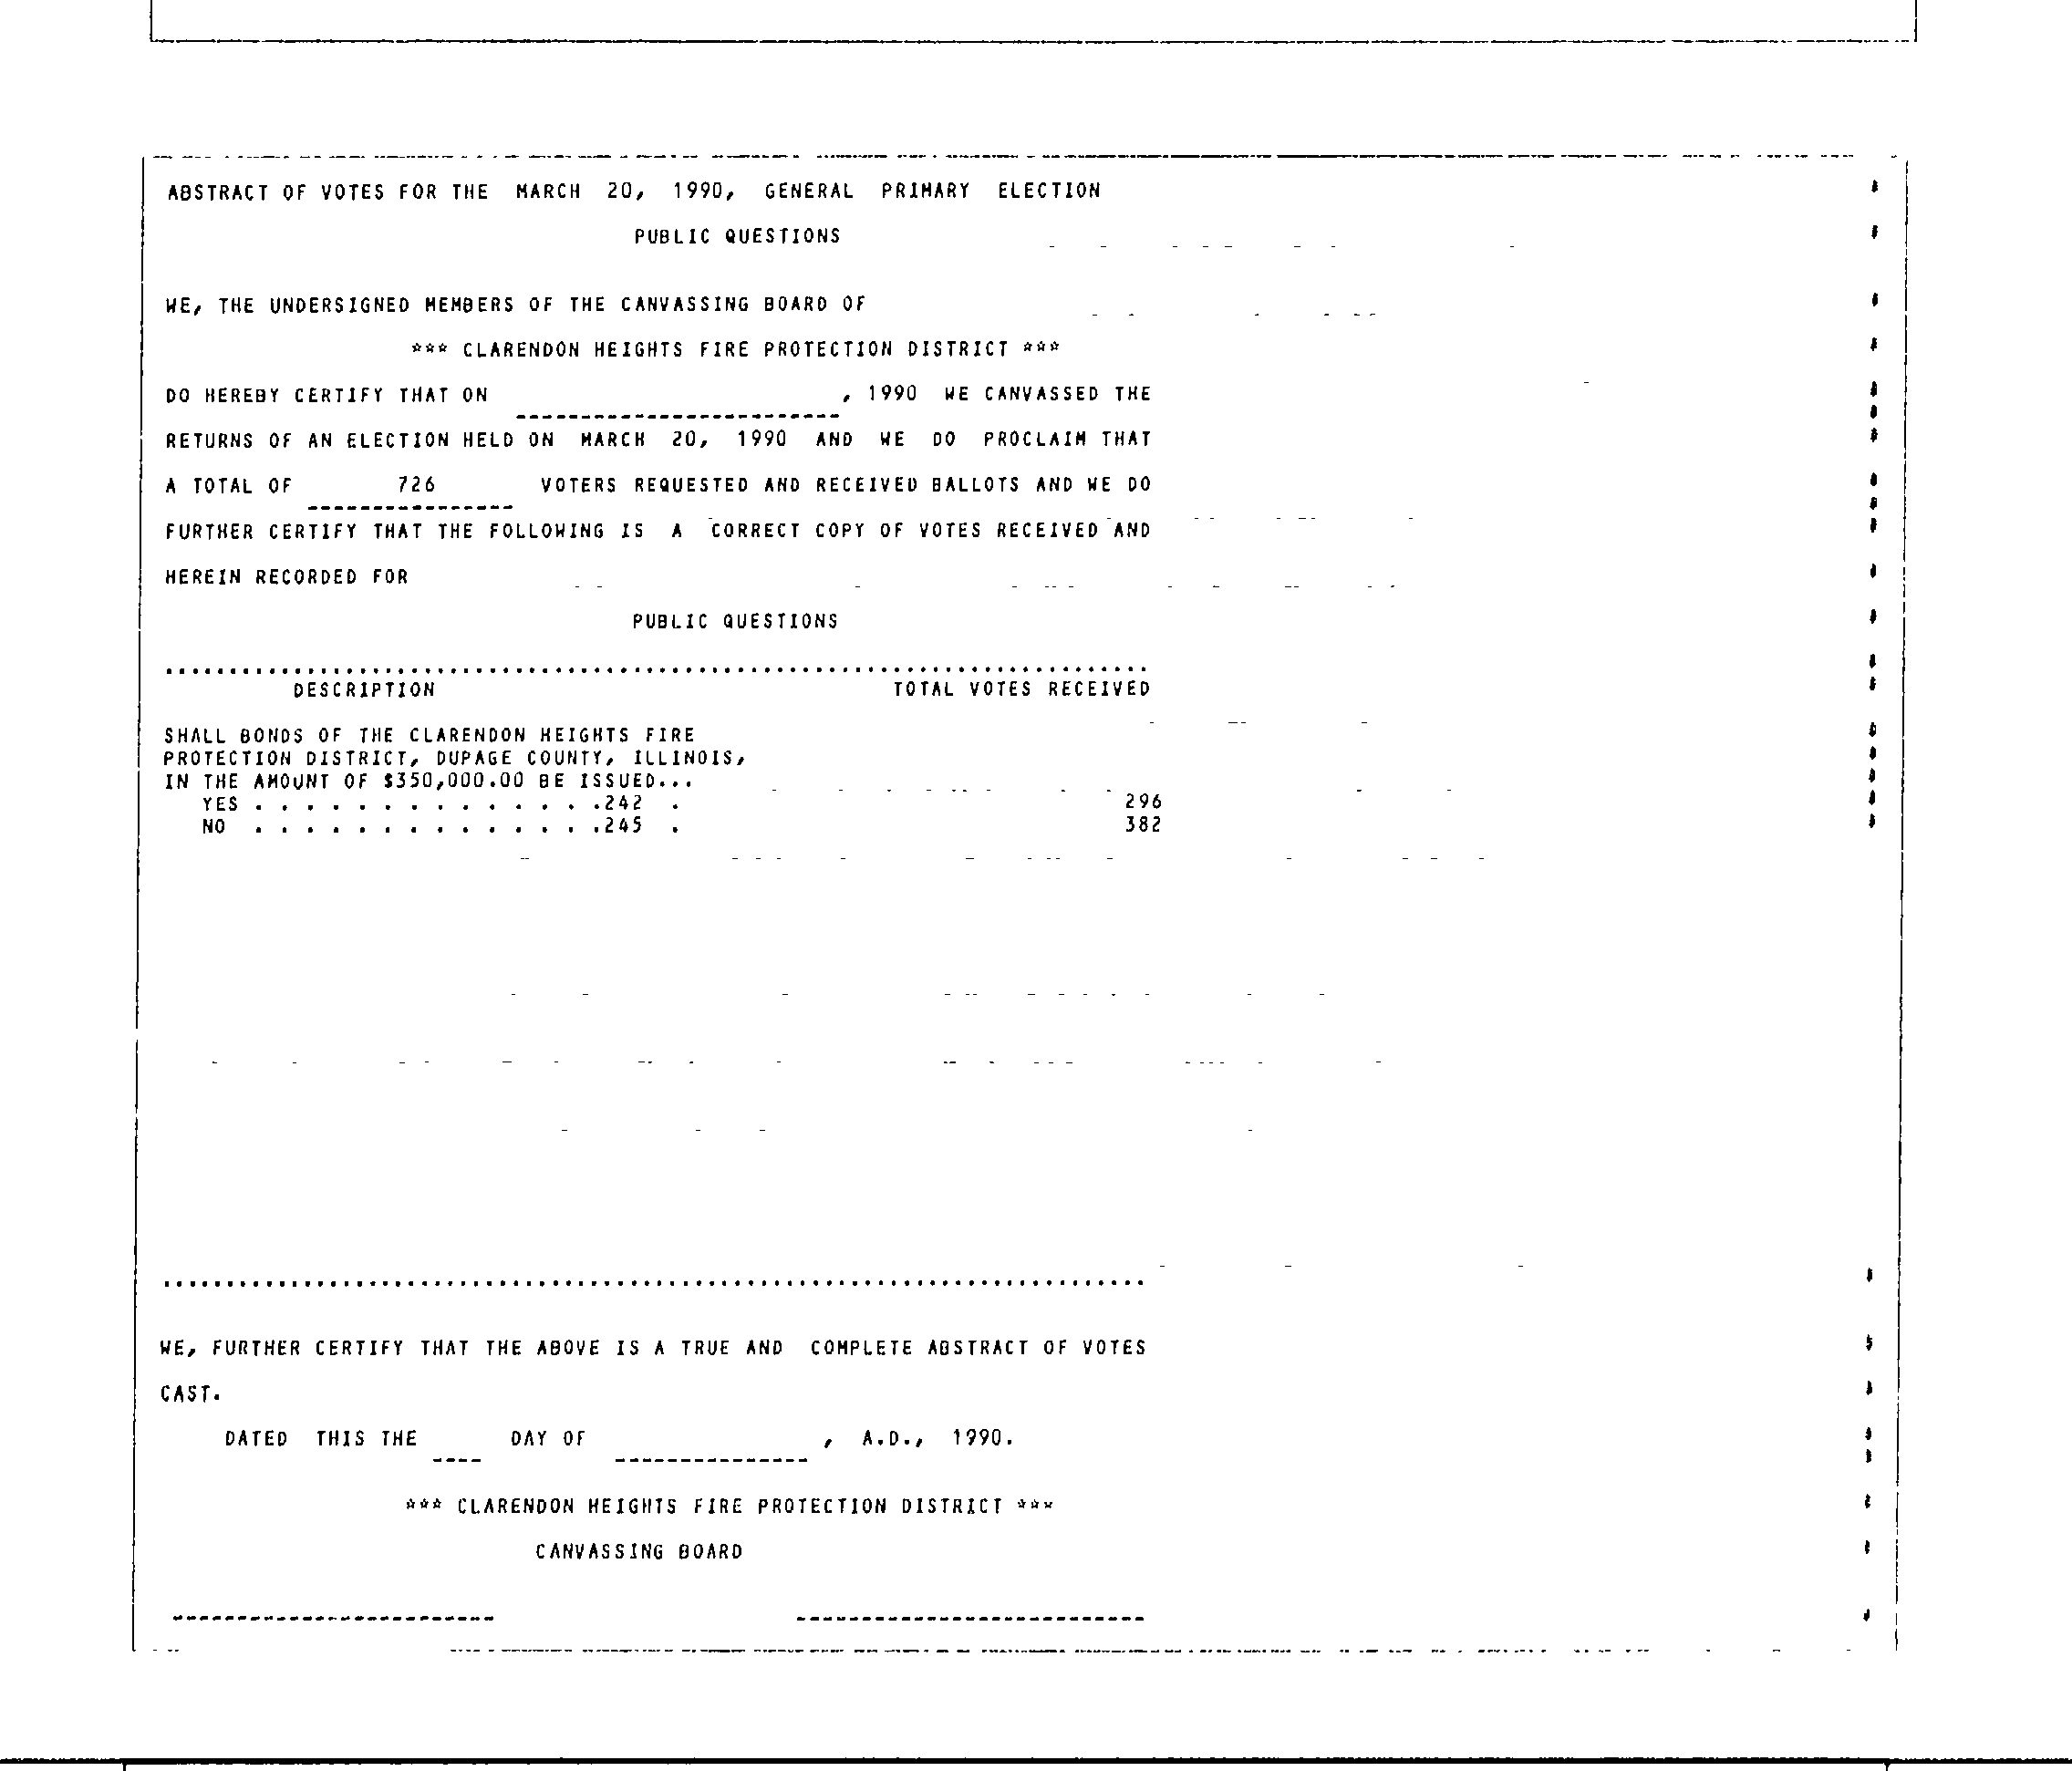 ABSTRACT OF VOTES FOR THE MARCH 20, 1990, GENERAL PRIMARY ELECTION
PUBLIC QUESTIONS
WE, THE UNDERSIGNED MEMBERS OF THE CANVASSING BOARD OF
*** CLARENDON HEIGHTS FIRE PROTECTION DISTRICT ***
DO HEREBY CERTIFY THAT ON _________________________, 1990 WE CANVASSED THE
RETURNS OF AN ELECTION HELD ON MARCH 20, 1990 AND WE DO PROCLAIM THAT
A TOTAL OF 726 VOTERS REQUESTED AND RECEIVED BALLOTS AND WE DO
FURTHER CERTIFY THAT THE FOLLOWING IS A CORRECT COPY OF VOTES RECEIVED AND
HEREIN RECORDED FOR
PUBLIC QUESTIONS
DESCRIPTION TOTAL VOTES RECEIVED
SHALL BONDS OF THE CLARENDON HEIGHTS FIRE
PROTECTION DISTRICT, DUPAGE COUNTY, ILLINOIS,
IN THE AMOUNT OF $350,000.00 BE ISSUED...
YES . . . . . . . . . . . . . .242 . 296
NO . . . . . . . . . . . . . .245 . 382
WE, FURTHER CERTIFY THAT THE ABOVE IS A TRUE AND COMPLETE ABSTRACT OF VOTES
CAST.
DATED THIS THE ____ DAY OF _______________, A.D., 1990.
*** CLARENDON HEIGHTS FIRE PROTECTION DISTRICT ***
CANVASSING BOARD